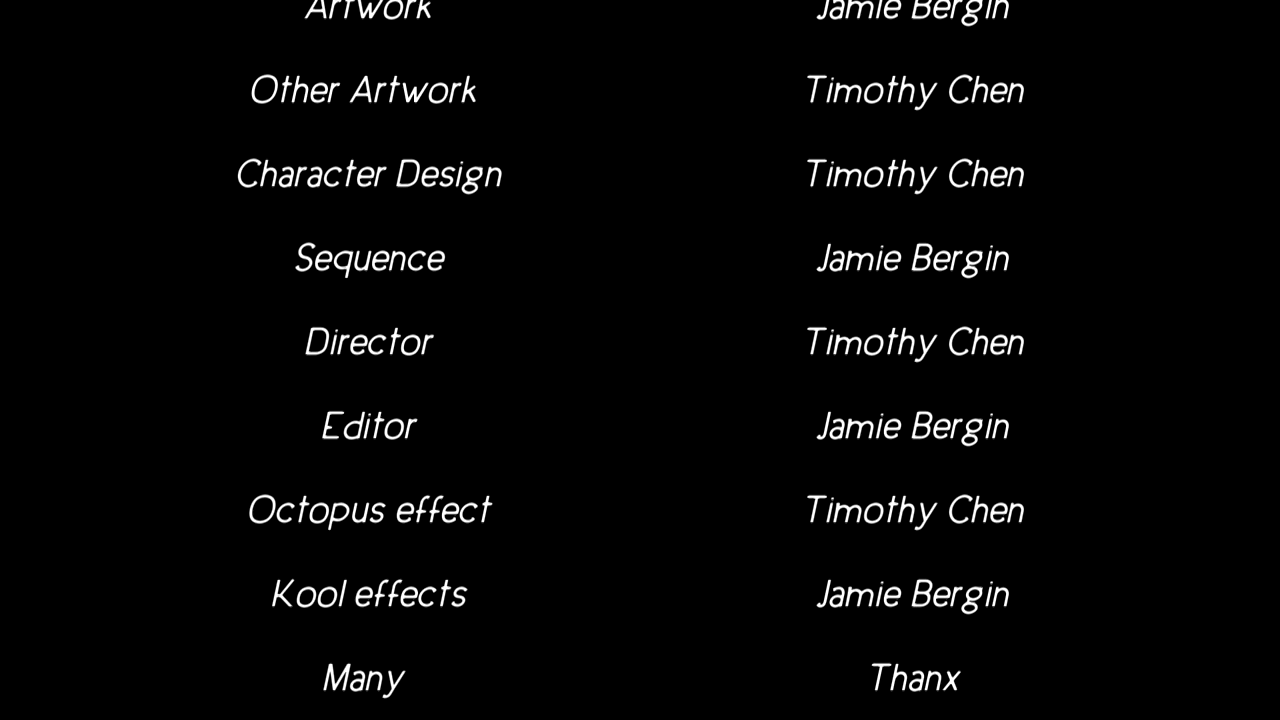 Artwork Jamie Bergin
Other Artwork Timothy Chen
Character Design Timothy Chen
Sequence Jamie Bergin
Director Timothy Chen
Editor Jamie Bergin
Octopus effect Timothy Chen
Kool effects Jamie Bergin
Many Thanx